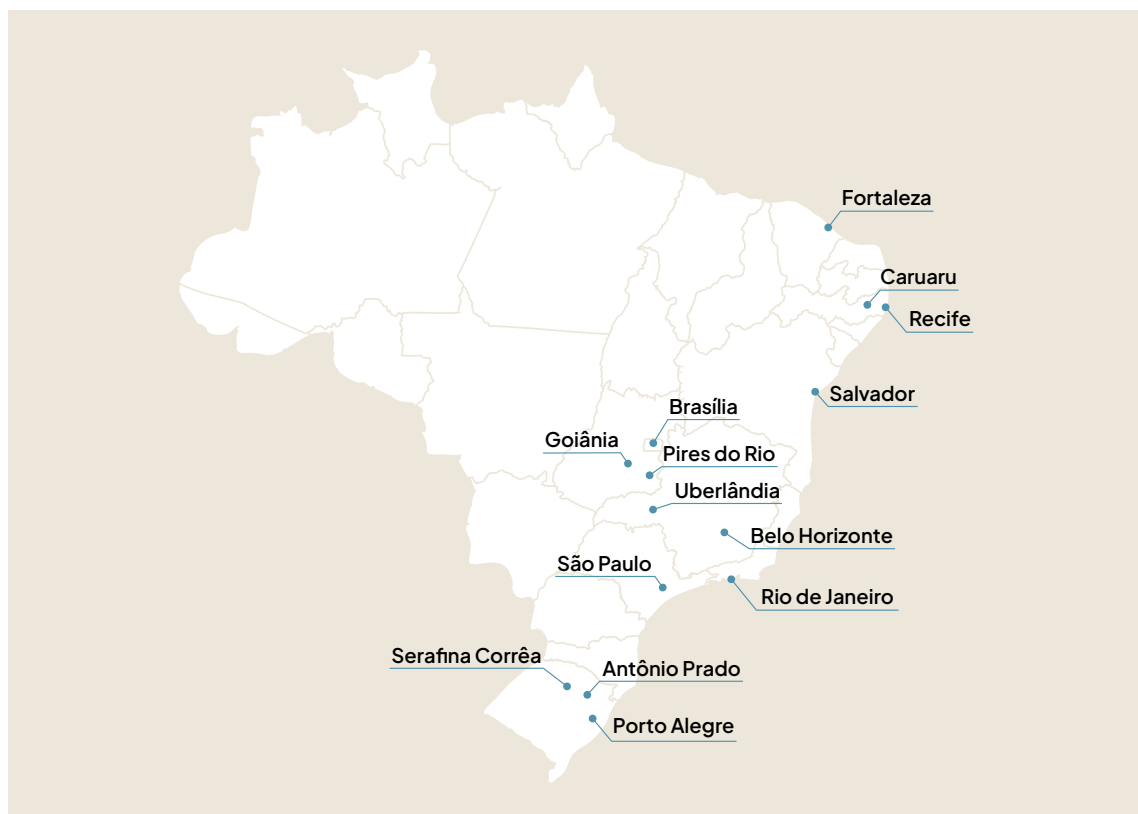 Fortaleza
Caruaru
Recife
Salvador
Brasília
Goiânia
Pires do Rio
Uberlândia
Belo Horizonte
São Paulo
Rio de Janeiro
Serafina Corrêa
Antônio Prado
Porto Alegre